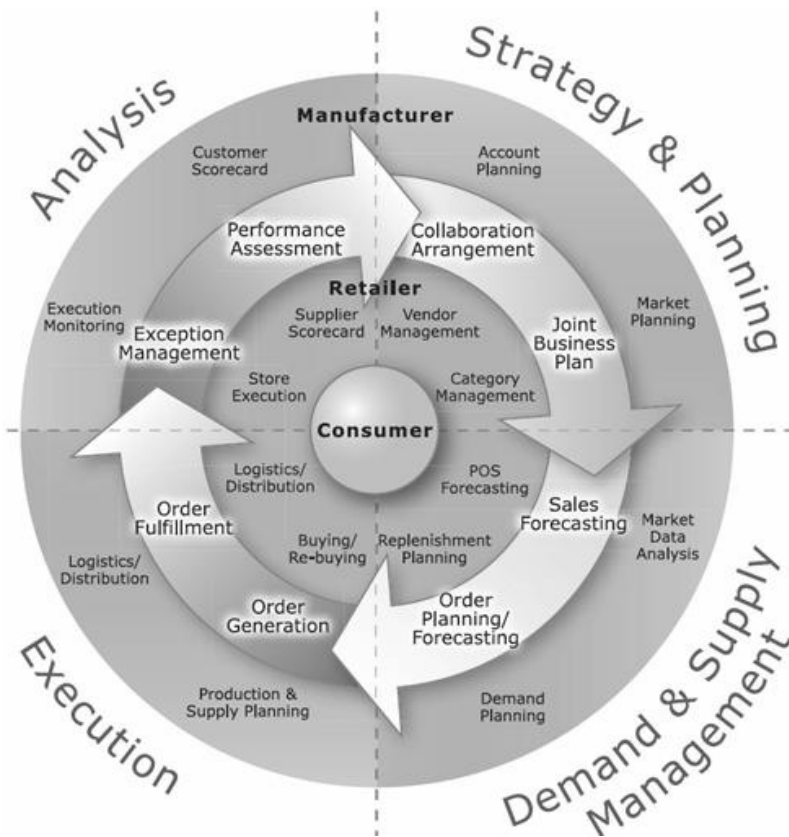 Analysis
Strategy & Planning
Manufacturer
Customer
Scorecard
Account
Planning
Performance
Assessment
Collaboration
Arrangement
Retailer
Execution
Monitoring
Supplier
Scorecard
Vendor
Management
Market
Planning
Exception
Management
Joint
Business
Plan
Store
Execution
Category
Management
Consumer
Logistics/
Distribution
POS
Forecasting
Order
Fulfillment
Sales
Forecasting
Market
Data
Analysis
Logistics/
Distribution
Buying/
Re-buying
Replenishment
Planning
Order
Generation
Order
Planning/
Forecasting
Production &
Supply Planning
Demand
Planning
Execution
Demand & Supply
Management